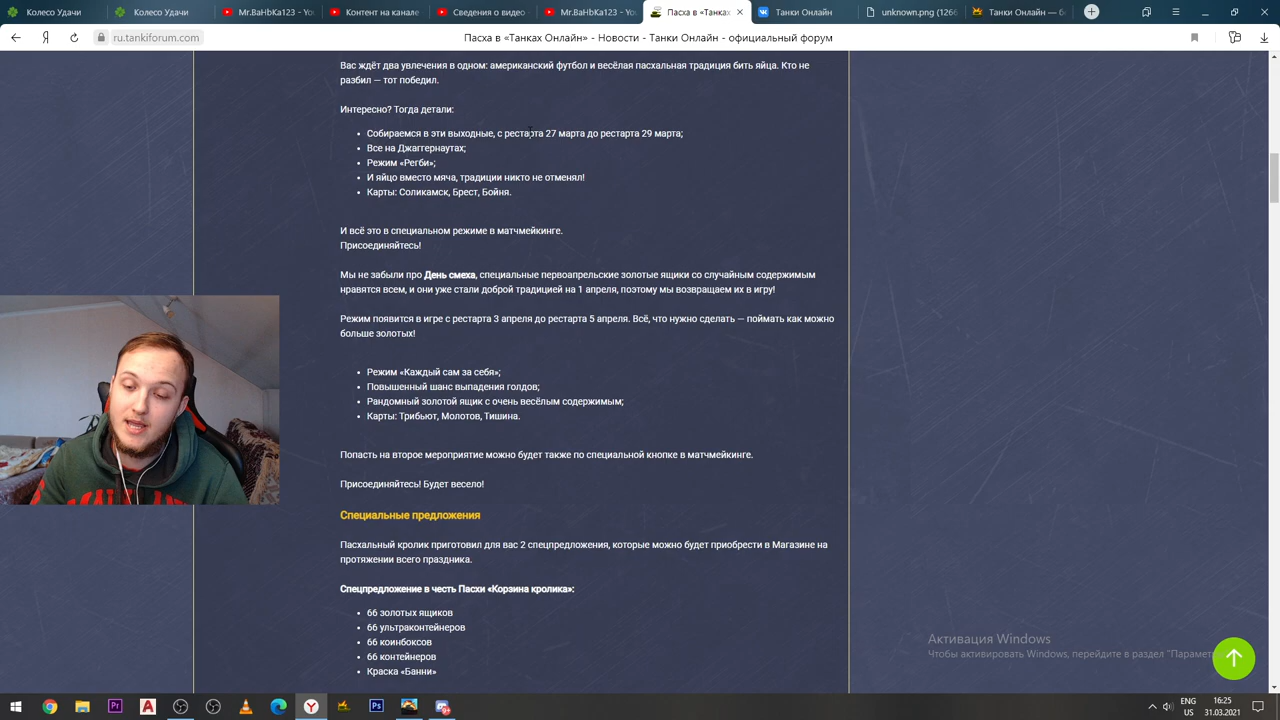 Колесо Удачи
Колесо Удачи
Mr.BaHbKa123 - Yo
Контент на канале
Сведения о видео
Mr.BaHbKa123 - Yo
Пасха в «Танках
Танки Онлайн
unknown.png (1266
Танки Онлайн — б
ru.tankiforum.com
Пасха в «Танках Онлайн» - Новости - Танки Онлайн - официальный форум
Вас ждёт два увлечения в одном: американский футбол и весёлая пасхальная традиция бить яйца. Кто не
разбил — тот победил.
Интересно? Тогда детали:
Собираемся в эти выходные, с рестарта 27 марта до рестарта 29 марта;
Все на Джаггернаутах;
Режим «Регби»;
И яйцо вместо мяча, традиции никто не отменял!
Карты: Соликамск, Брест, Бойня.
И всё это в специальном режиме в матчмейкинге.
Присоединяйтесь!
Мы не забыли про День смеха, специальные первоапрельские золотые ящики со случайным содержимым
нравятся всем, и они уже стали доброй традицией на 1 апреля, поэтому мы возвращаем их в игру!
Режим появится в игре с рестарта 3 апреля до рестарта 5 апреля. Всё, что нужно сделать — поймать как можно
больше золотых!
Режим «Каждый сам за себя»;
Повышенный шанс выпадения голдов;
Рандомный золотой ящик с очень весёлым содержимым;
Карты: Трибьют, Молотов, Тишина.
Попасть на второе мероприятие можно будет также по специальной кнопке в матчмейкинге.
Присоединяйтесь! Будет весело!
Специальные предложения
Пасхальный кролик приготовил для вас 2 спецпредложения, которые можно будет приобрести в Магазине на
протяжении всего праздника.
Спецпредложение в честь Пасхи «Корзина кролика»:
66 золотых ящиков
66 ультраконтейнеров
66 коинбоксов
66 контейнеров
Краска «Банни»
Активация Windows
Чтобы активировать Windows, перейдите в раздел "Парамет
ENG
US
16:25
31.03.2021